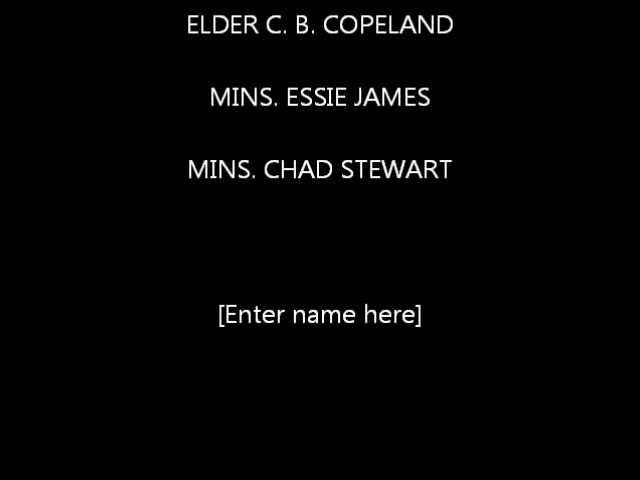 ELDER C. B. COPELAND
MINS. ESSIE JAMES
MINS. CHAD STEWART
[Enter name here]